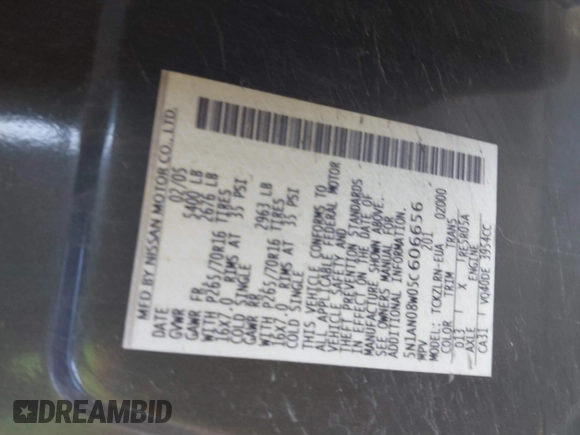 MFD BY NISSAN MOTOR CO., LTD.
DATE 02/05
GVWR 5400 LB
GAWR FR 2676 LB
WITH P265/70R16 TIRES
16X7.0 RIMS AT 35 PSI
COLD SINGLE
GAWR RR 2963 LB
WITH P265/70R16 TIRES
16X7.0 RIMS AT 35 PSI
COLD SINGLE
THIS VEHICLE CONFORMS TO
ALL APPLICABLE FEDERAL MOTOR
VEHICLE SAFETY AND
THEFT PREVENTION STANDARDS
IN EFFECT ON THE DATE OF
MANUFACTURE SHOWN ABOVE.
SEE OWNERS MANUAL FOR
ADDITIONAL INFORMATION
5N1AN08W05C606656
MPV 201
MODEL: TCKZLRN-EUA 02000
COLOR TRIM TRANS
D13 X RE5R05A
AXLE ENGINE
CA31 VQ40DE 3954CC
DREAMBID